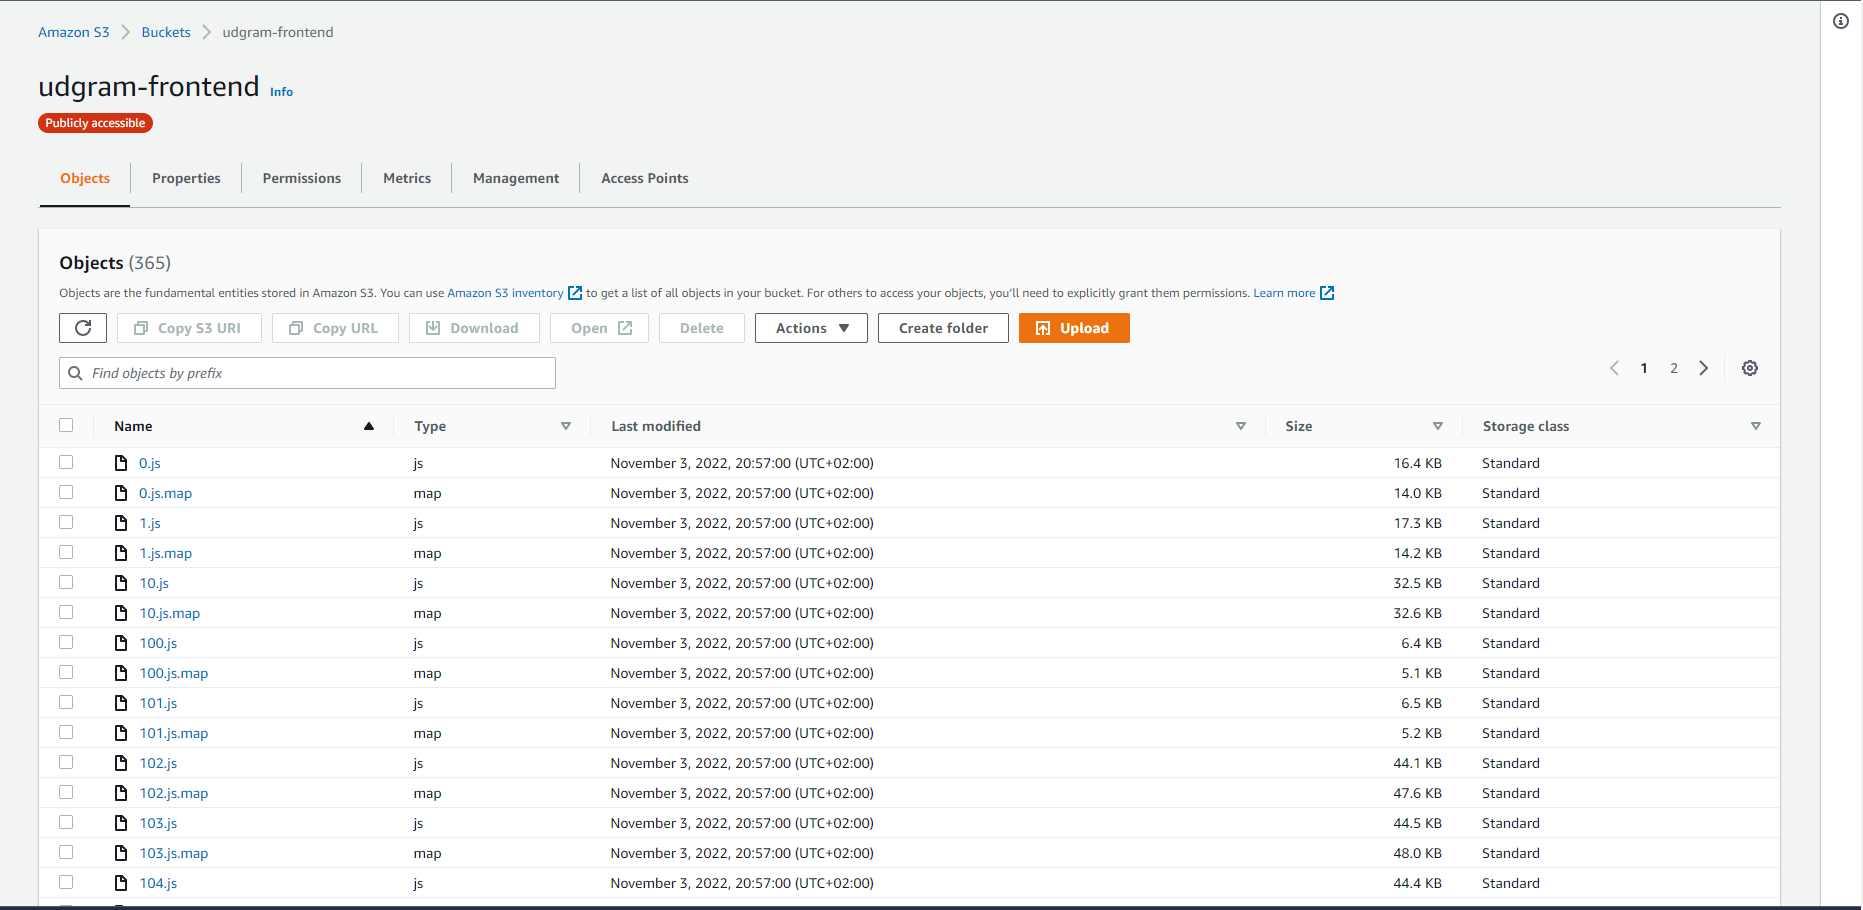 Amazon S3 > Buckets > udgram-frontend
udgram-frontend Info
Publicly accessible
Objects Properties Permissions Metrics Management Access Points
Objects (365)
Objects are the fundamental entities stored in Amazon S3. You can use Amazon S3 inventory to get a list of all objects in your bucket. For others to access your objects, you'll need to explicitly grant them permissions. Learn more
Copy S3 URI Copy URL Download Open Delete Actions Create folder Upload
Find objects by prefix 1 2
Name Type Last modified Size Storage class
0.js js November 3, 2022, 20:57:00 (UTC+02:00) 16.4 KB Standard
0.js.map map November 3, 2022, 20:57:00 (UTC+02:00) 14.0 KB Standard
1.js js November 3, 2022, 20:57:00 (UTC+02:00) 17.3 KB Standard
1.js.map map November 3, 2022, 20:57:00 (UTC+02:00) 14.2 KB Standard
10.js js November 3, 2022, 20:57:00 (UTC+02:00) 32.5 KB Standard
10.js.map map November 3, 2022, 20:57:00 (UTC+02:00) 32.6 KB Standard
100.js js November 3, 2022, 20:57:00 (UTC+02:00) 6.4 KB Standard
100.js.map map November 3, 2022, 20:57:00 (UTC+02:00) 5.1 KB Standard
101.js js November 3, 2022, 20:57:00 (UTC+02:00) 6.5 KB Standard
101.js.map map November 3, 2022, 20:57:00 (UTC+02:00) 5.2 KB Standard
102.js js November 3, 2022, 20:57:00 (UTC+02:00) 44.1 KB Standard
102.js.map map November 3, 2022, 20:57:00 (UTC+02:00) 47.6 KB Standard
103.js js November 3, 2022, 20:57:00 (UTC+02:00) 44.5 KB Standard
103.js.map map November 3, 2022, 20:57:00 (UTC+02:00) 48.0 KB Standard
104.js js November 3, 2022, 20:57:00 (UTC+02:00) 44.4 KB Standard